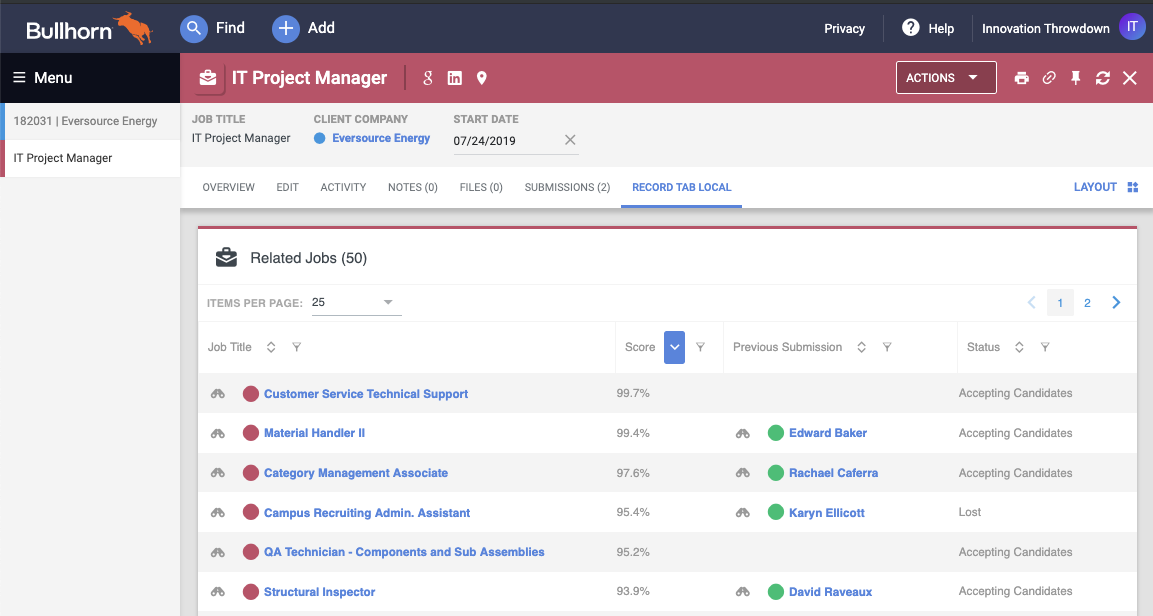 Bullhorn Find Add Privacy Help Innovation Throwdown IT
Menu IT Project Manager ACTIONS
182031 | Eversource Energy
IT Project Manager
JOB TITLE CLIENT COMPANY START DATE
IT Project Manager Eversource Energy 07/24/2019
OVERVIEW EDIT ACTIVITY NOTES (0) FILES (0) SUBMISSIONS (2) RECORD TAB LOCAL LAYOUT
Related Jobs (50)
ITEMS PER PAGE: 25 1 2
Job Title Score Previous Submission Status
Customer Service Technical Support 99.7% Accepting Candidates
Material Handler II 99.4% Edward Baker Accepting Candidates
Category Management Associate 97.6% Rachael Caferra Accepting Candidates
Campus Recruiting Admin. Assistant 95.4% Karyn Ellicott Lost
QA Technician - Components and Sub Assemblies 95.2% Accepting Candidates
Structural Inspector 93.9% David Raveaux Accepting Candidates